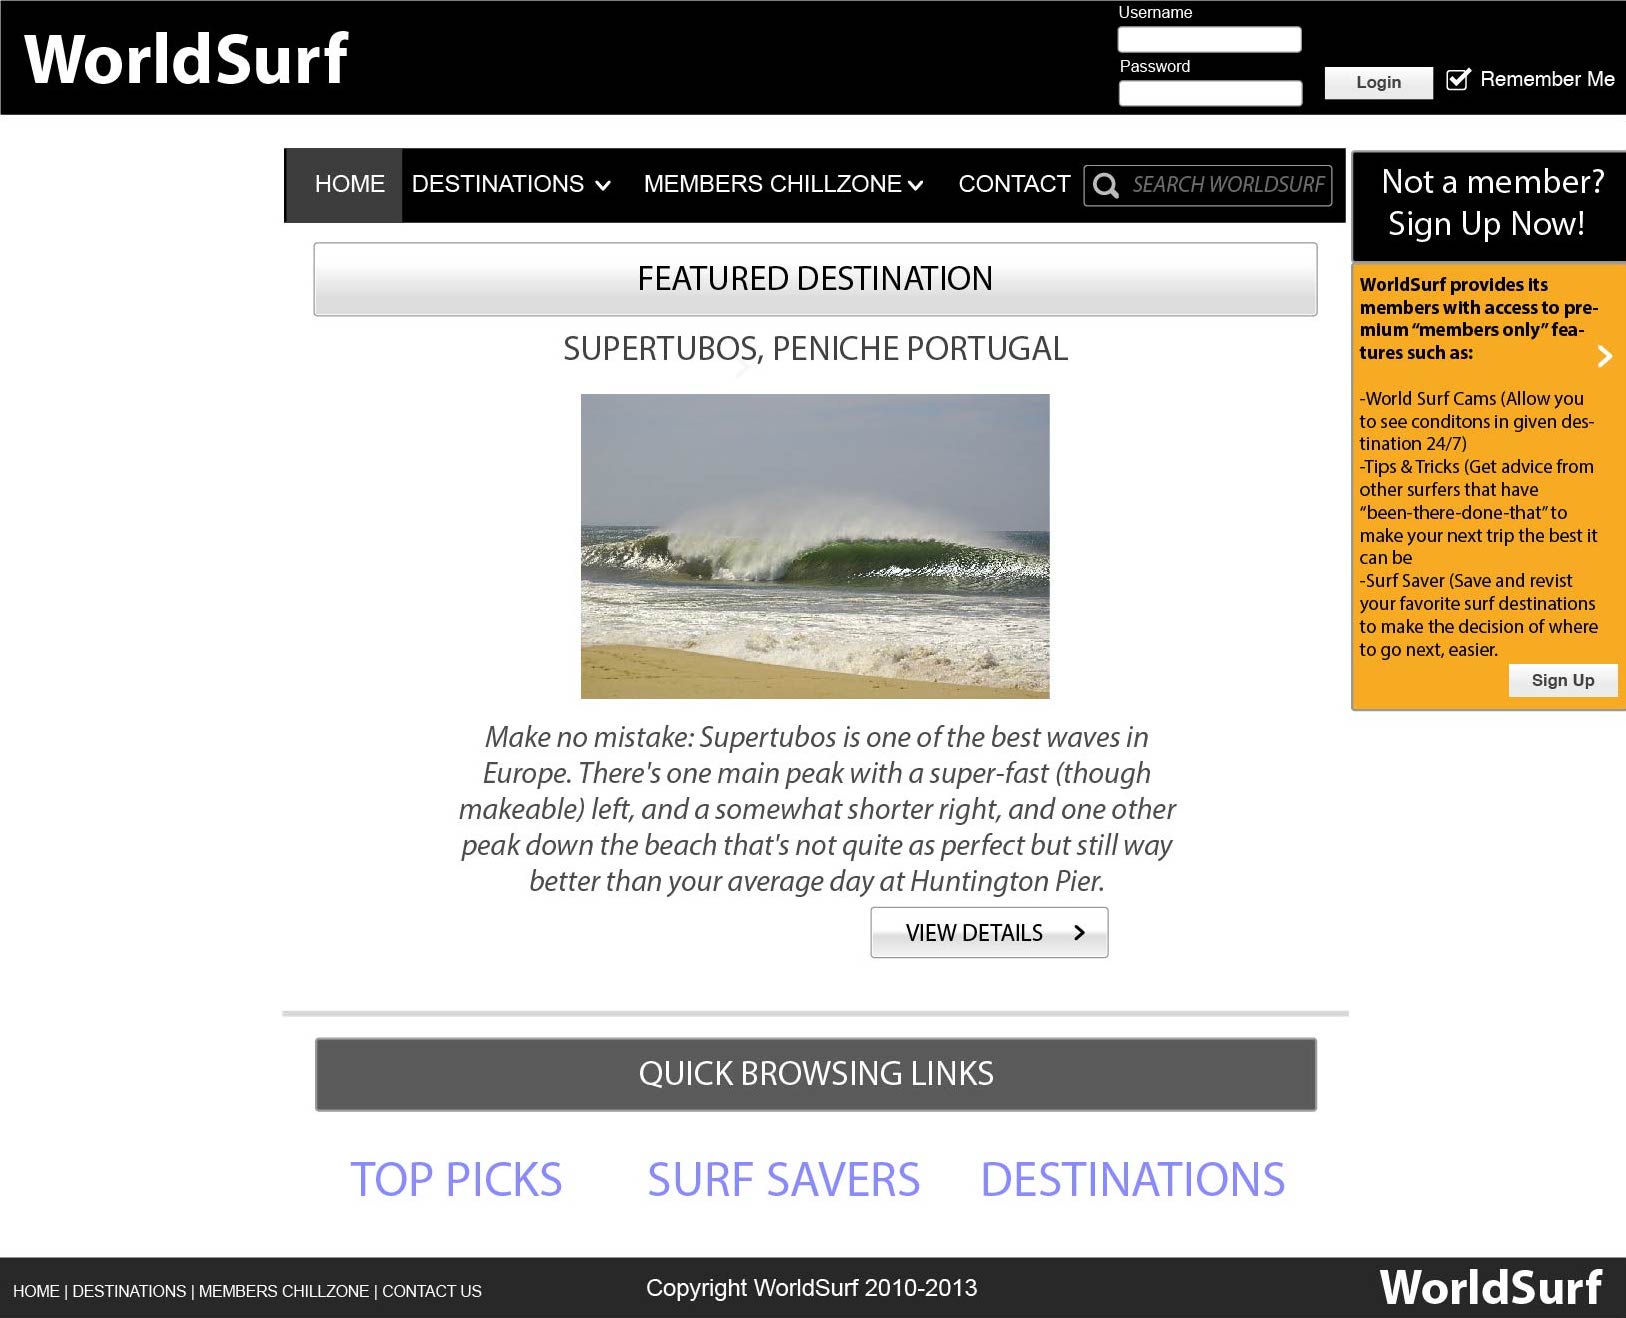 WorldSurf
Username
Password
Login
Remember Me
HOME DESTINATIONS MEMBERS CHILLZONE CONTACT SEARCH WORLDSURF
Not a member?
Sign Up Now!
FEATURED DESTINATION
SUPERTUBOS, PENICHE PORTUGAL
Make no mistake: Supertubos is one of the best waves in
Europe. There's one main peak with a super-fast (though
makeable) left, and a somewhat shorter right, and one other
peak down the beach that's not quite as perfect but still way
better than your average day at Huntington Pier.
VIEW DETAILS
WorldSurf provides its
members with access to pre-
mium “members only” fea-
tures such as:
-World Surf Cams (Allow you
to see conditons in given des-
tination 24/7)
-Tips & Tricks (Get advice from
other surfers that have
“been-there-done-that” to
make your next trip the best it
can be
-Surf Saver (Save and revist
your favorite surf destinations
to make the decision of where
to go next, easier.
Sign Up
QUICK BROWSING LINKS
TOP PICKS SURF SAVERS DESTINATIONS
HOME | DESTINATIONS | MEMBERS CHILLZONE | CONTACT US
Copyright WorldSurf 2010-2013
WorldSurf